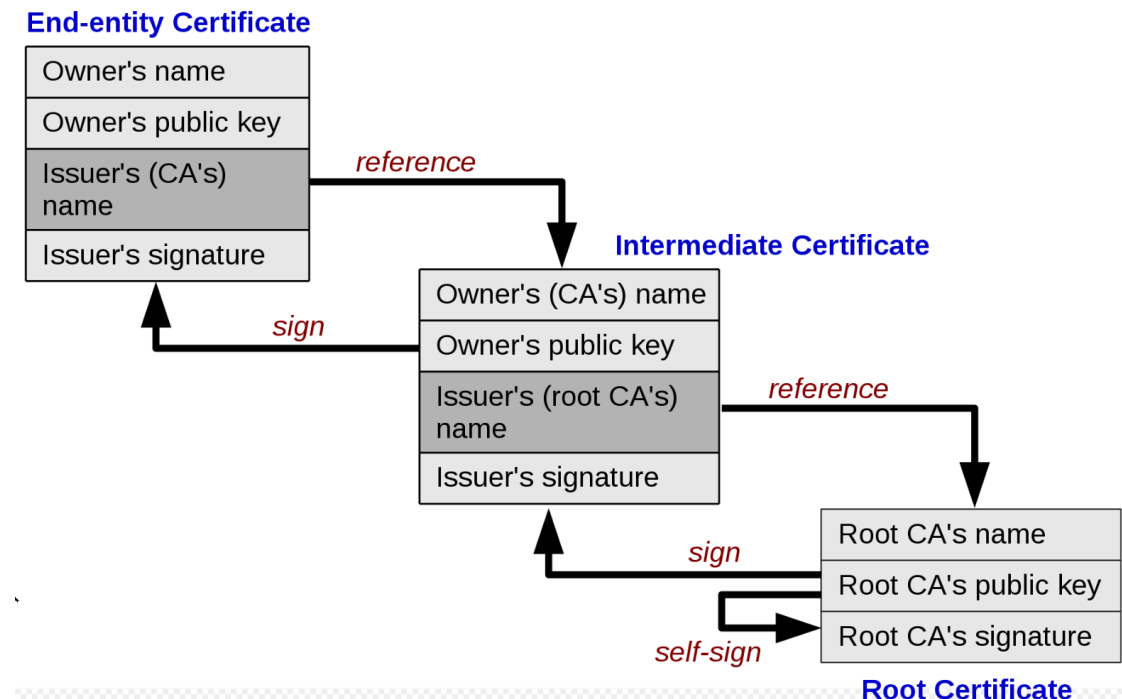 End-entity Certificate
Owner's name
Owner's public key
Issuer's (CA's)
name
Issuer's signature
reference
sign
Intermediate Certificate
Owner's (CA's) name
Owner's public key
Issuer's (root CA's)
name
Issuer's signature
reference
sign
self-sign
Root CA's name
Root CA's public key
Root CA's signature
Root Certificate